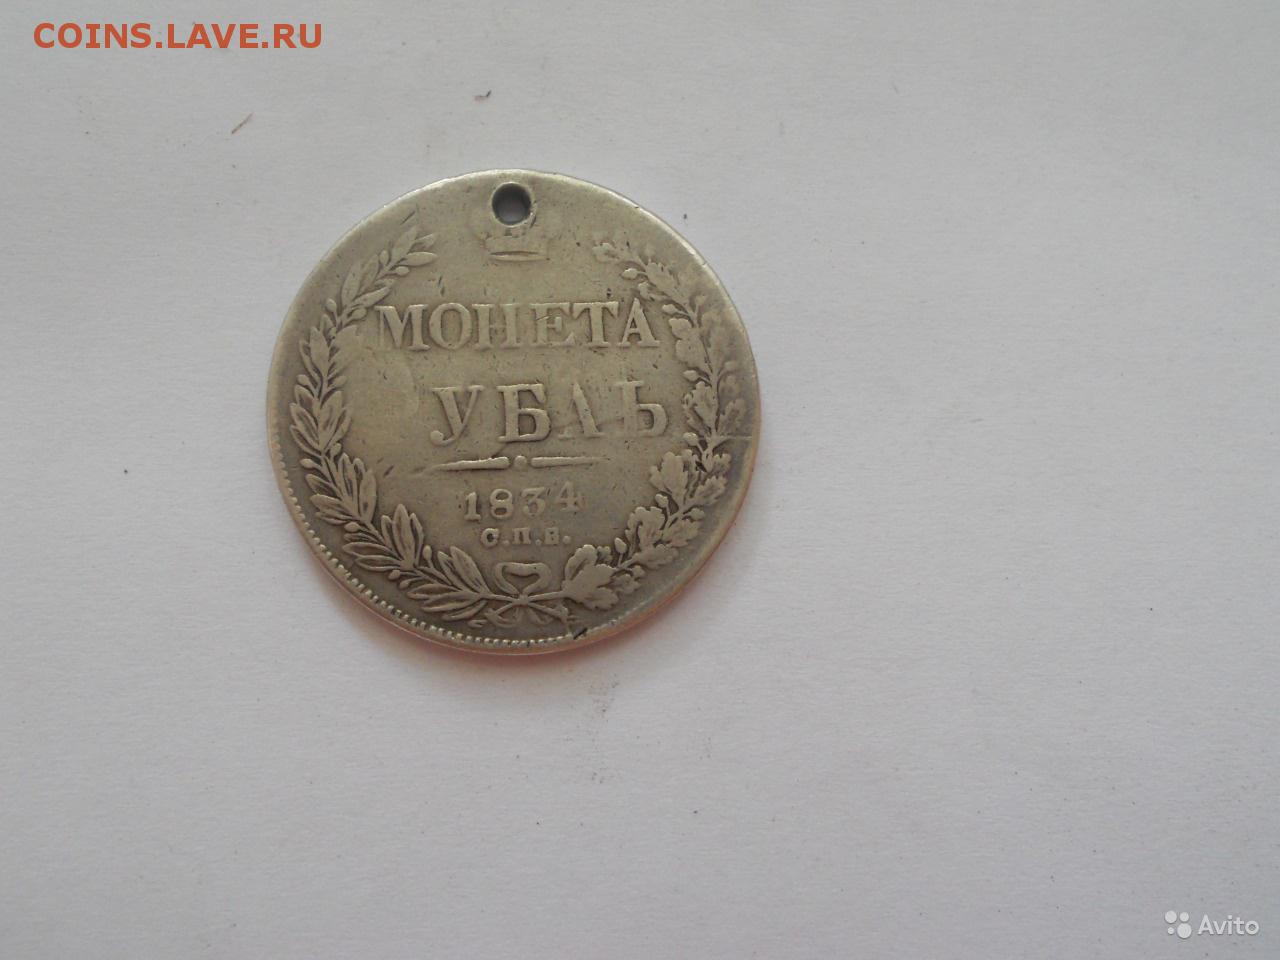 COINS.LAVE.RU
МОНЕТА
УБЛЬ
1834
С.П.Б.
Avito